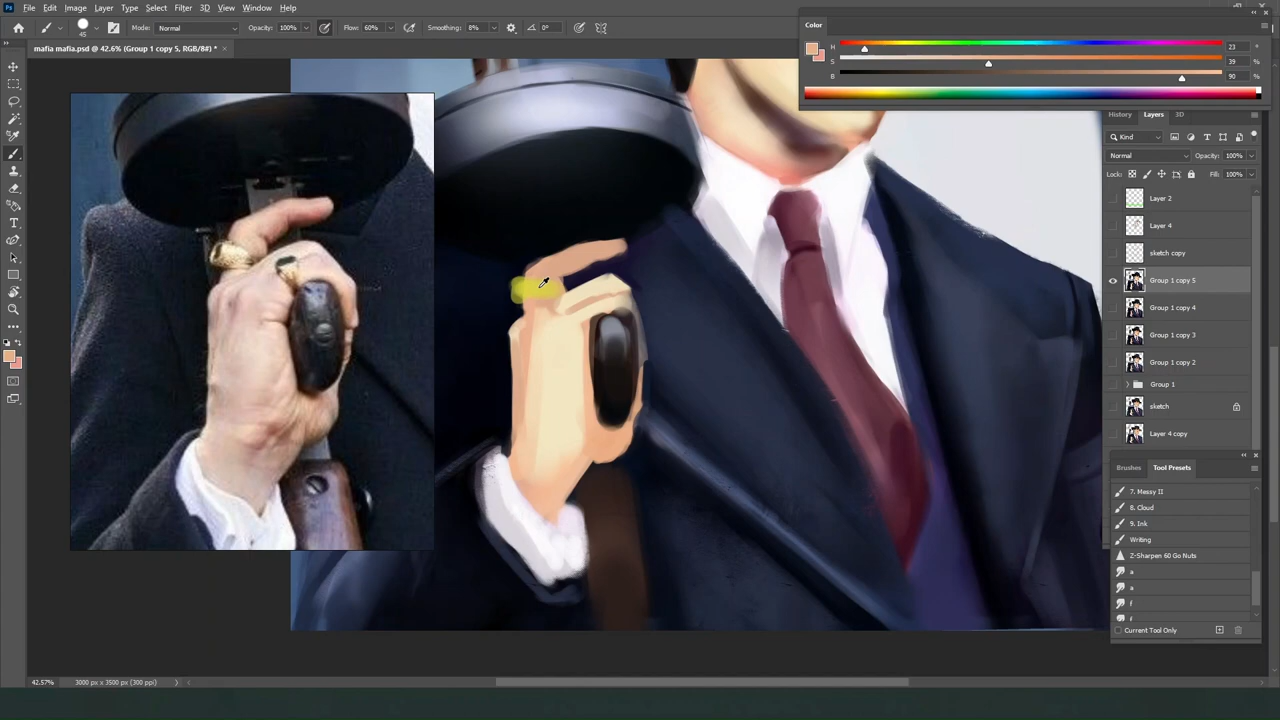 File Edit Image Layer Type Select Filter 3D View Window Help
45 Mode: Normal Opacity: 100% Flow: 60% Smoothing: 8% 0°
mafia mafia.psd @ 42.6% (Group 1 copy 5, RGB/8#) * ×
Color
H 23 °
S 39 %
B 90 %
History Layers 3D
Kind
Normal Opacity: 100%
Lock: Fill: 100%
Layer 2
Layer 4
sketch copy
Group 1 copy 5
Group 1 copy 4
Group 1 copy 3
Group 1 copy 2
Group 1
sketch
Layer 4 copy
Brushes Tool Presets
7. Messy II
8. Cloud
9. Ink
Writing
Z-Sharpen 60 Go Nuts
a
a
f
Current Tool Only
42.57% 3000 px x 3500 px (300 ppi)